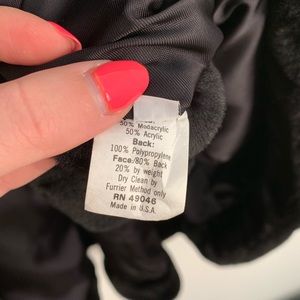 50% Modacrylic
50% Acrylic
Back:
100% Polypropylene
Face/80% Back
20% by weight
Dry Clean by
Furrier Method only
RN 49046
Made in U.S.A.